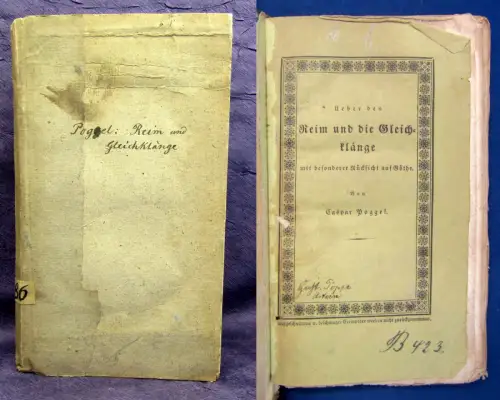 Poggel: Reim und
Gleichklänge
86
Ueber den
Reim und die Gleich-
klänge
mit besonderer Rücksicht auf Göthe.
Von
Caspar Poggel.
B 423.